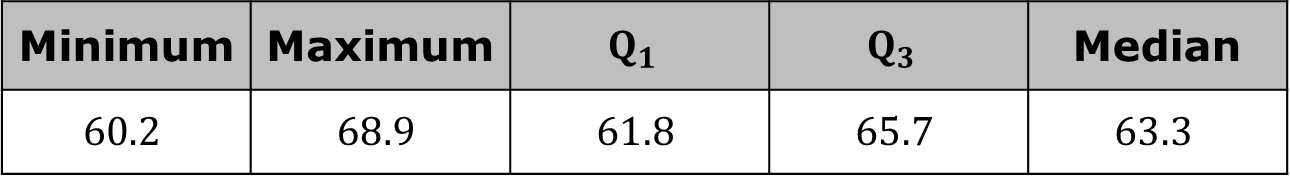 Minimum Maximum Q₁ Q₃ Median
60.2 68.9 61.8 65.7 63.3